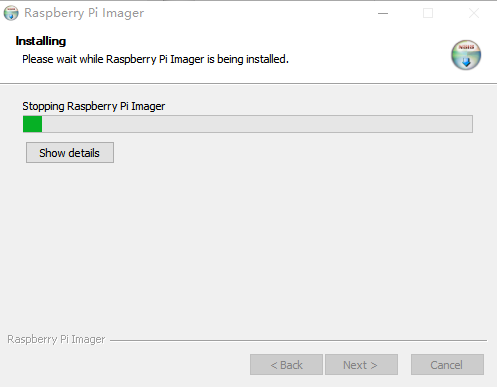 Raspberry Pi Imager
Installing
Please wait while Raspberry Pi Imager is being installed.
Stopping Raspberry Pi Imager
Show details
Raspberry Pi Imager
< Back
Next >
Cancel